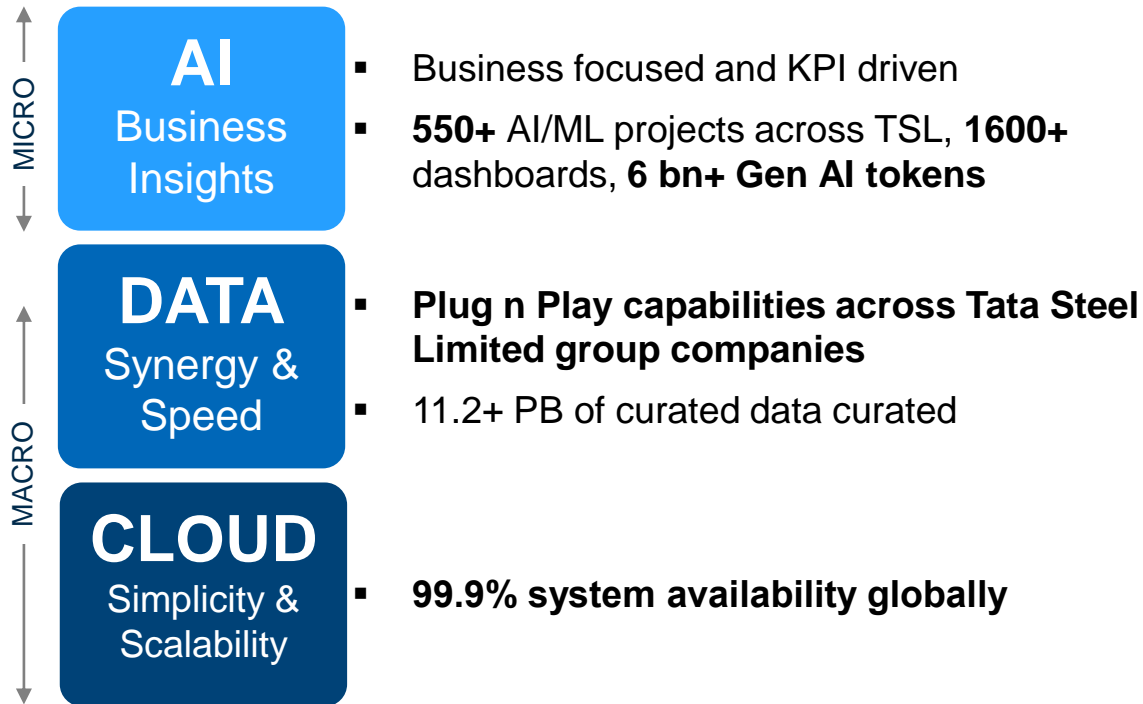 MICRO
AI
Business
Insights
▪ Business focused and KPI driven
▪ 550+ AI/ML projects across TSL, 1600+
dashboards, 6 bn+ Gen AI tokens
MACRO
DATA
Synergy &
Speed
▪ Plug n Play capabilities across Tata Steel
Limited group companies
▪ 11.2+ PB of curated data curated
CLOUD
Simplicity &
Scalability
▪ 99.9% system availability globally